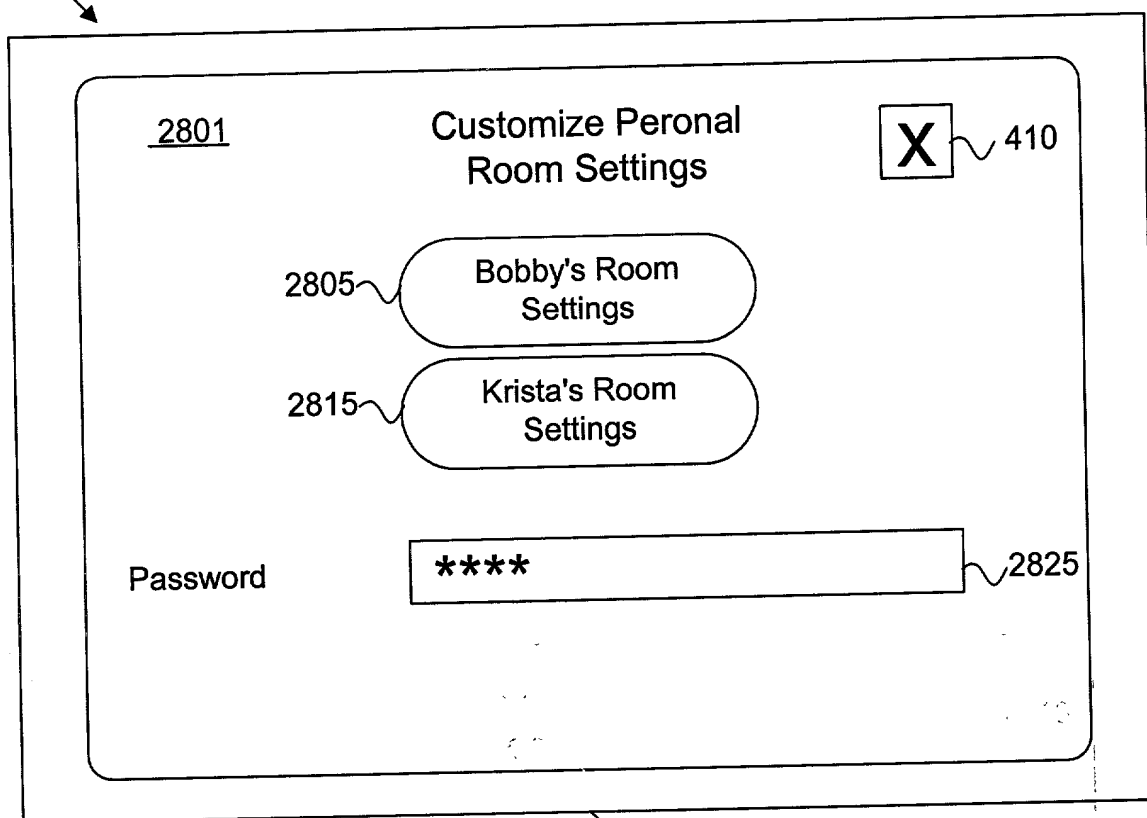 2801
Customize Peronal
Room Settings
X
410
2805
Bobby's Room
Settings
2815
Krista's Room
Settings
Password
****
2825